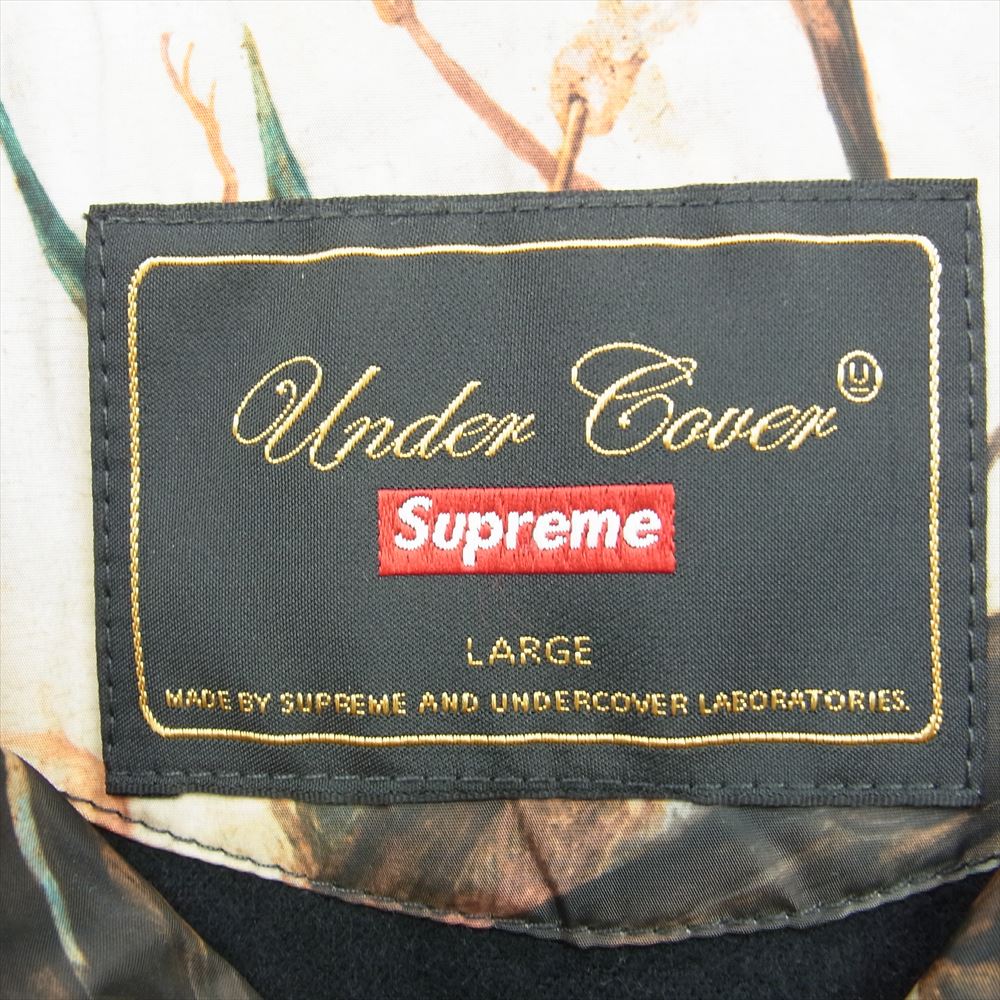 Under Cover U
Supreme
LARGE
MADE BY SUPREME AND UNDERCOVER LABORATORIES.